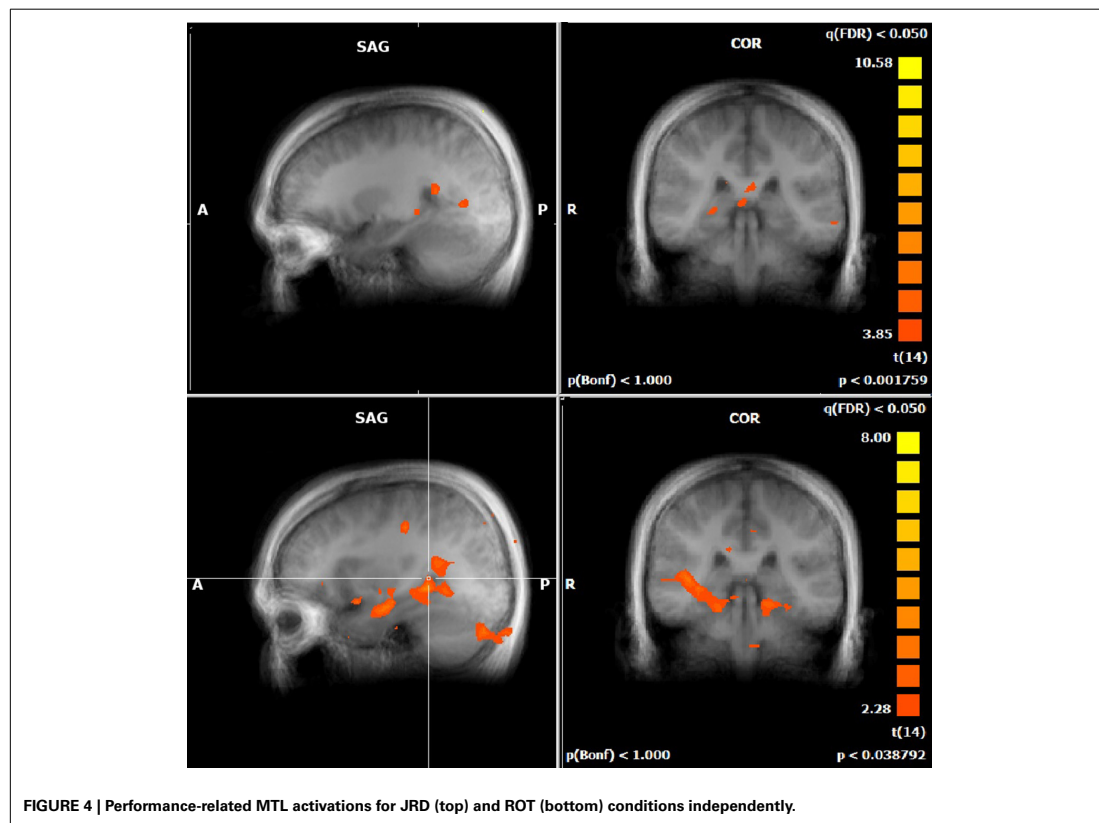 SAG
A
P
COR
R
q(FDR) < 0.050
10.58
3.85
t(14)
p(Bonf) < 1.000
p < 0.001759
SAG
A
P
COR
R
q(FDR) < 0.050
8.00
2.28
t(14)
p(Bonf) < 1.000
p < 0.038792
FIGURE 4 | Performance-related MTL activations for JRD (top) and ROT (bottom) conditions independently.